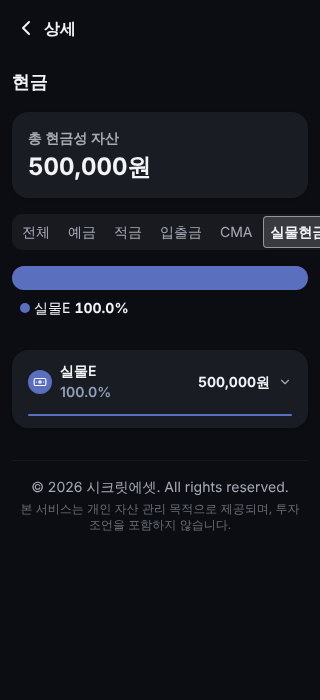 상세
현금
총 현금성 자산
500,000원
전체 예금 적금 입출금 CMA 실물현금
실물E 100.0%
실물E
100.0%
500,000원
© 2026 시크릿에셋. All rights reserved.
본 서비스는 개인 자산 관리 목적으로 제공되며, 투자
조언을 포함하지 않습니다.